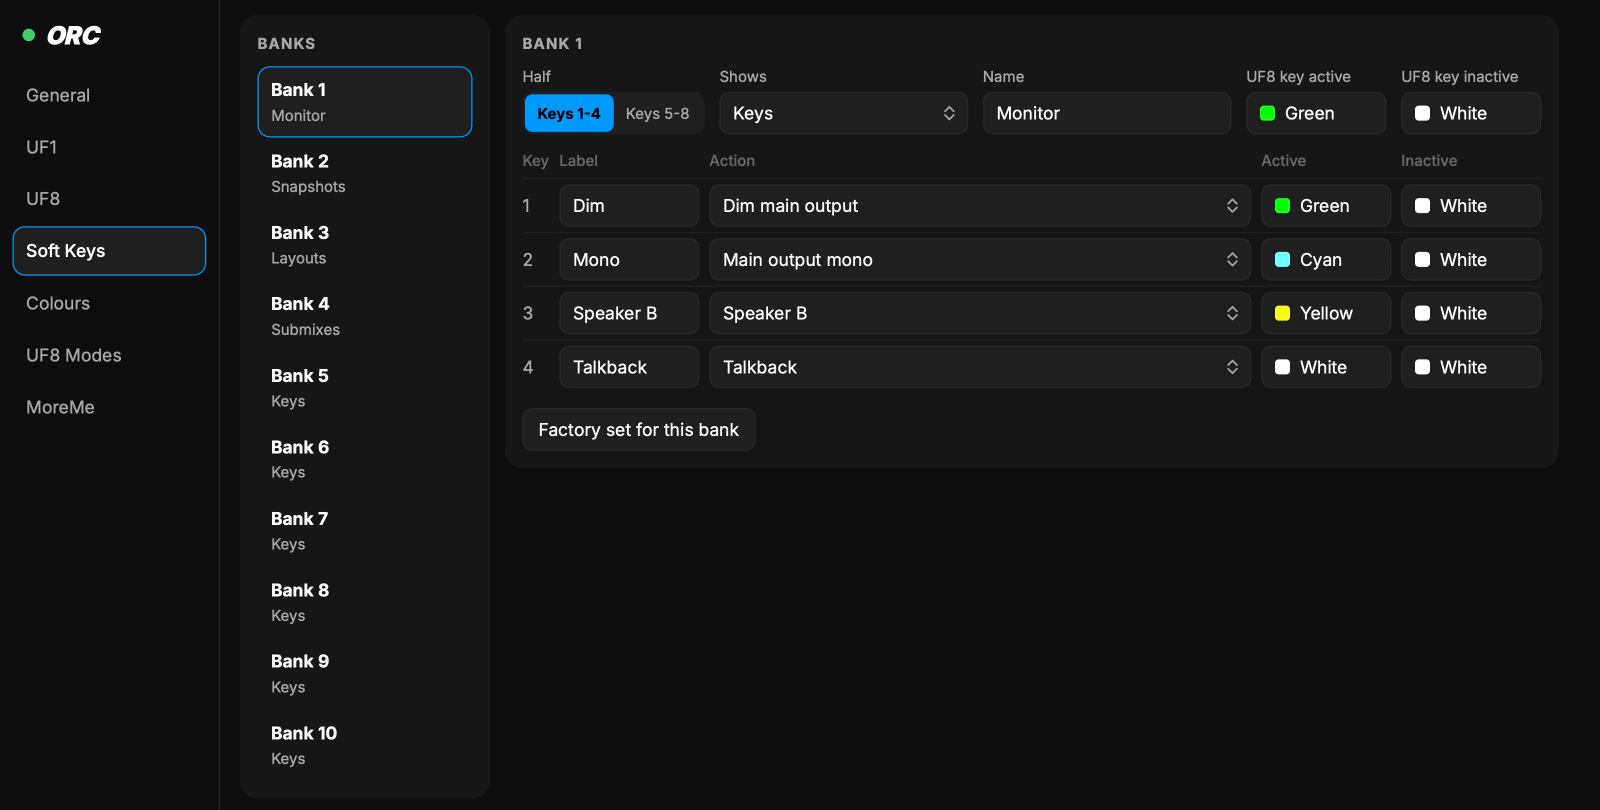 ORC
General
UF1
UF8
Soft Keys
Colours
UF8 Modes
MoreMe
BANKS
Bank 1
Monitor
Bank 2
Snapshots
Bank 3
Layouts
Bank 4
Submixes
Bank 5
Keys
Bank 6
Keys
Bank 7
Keys
Bank 8
Keys
Bank 9
Keys
Bank 10
Keys
BANK 1
Half Shows Name UF8 key active UF8 key inactive
Keys 1-4 Keys 5-8 Keys Monitor Green White
Key Label Action Active Inactive
1 Dim Dim main output Green White
2 Mono Main output mono Cyan White
3 Speaker B Speaker B Yellow White
4 Talkback Talkback White White
Factory set for this bank